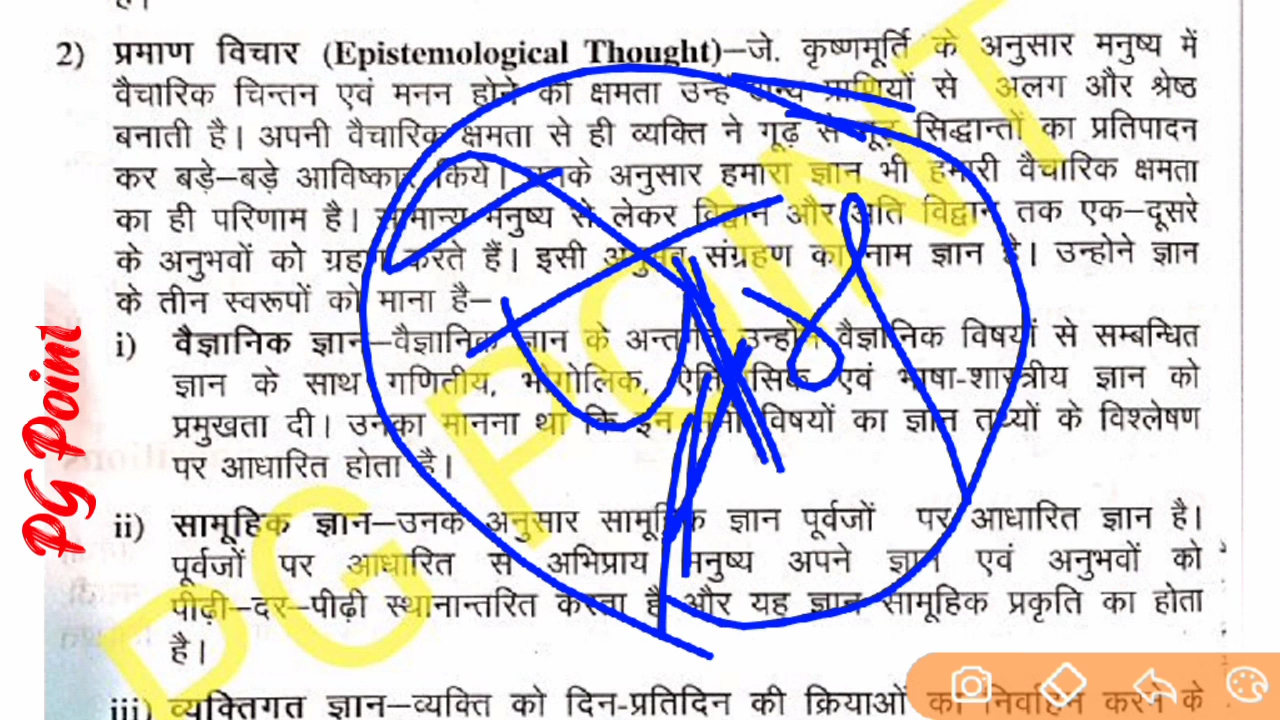 है।
2) प्रमाण विचार (Epistemological Thought)–जे. कृष्णमूर्ति के अनुसार मनुष्य में
वैचारिक चिन्तन एवं मनन होने की क्षमता उन्हें अन्य प्राणियों से अलग और श्रेष्ठ
बनाती है। अपनी वैचारिक क्षमता से ही व्यक्ति ने गूढ़ से गूढ़ सिद्धान्तों का प्रतिपादन
कर बड़े–बड़े आविष्कार किये। उनके अनुसार हमारा ज्ञान भी हमारी वैचारिक क्षमता
का ही परिणाम है। सामान्य मनुष्य से लेकर विद्वान और अति विद्वान तक एक–दूसरे
के अनुभवों को ग्रहण करते हैं। इसी अनुभव संग्रहण का नाम ज्ञान है। उन्होने ज्ञान
के तीन स्वरूपों को माना है–
i) वैज्ञानिक ज्ञान–वैज्ञानिक ज्ञान के अन्तर्गत उन्होंने वैज्ञानिक विषयों से सम्बन्धित
ज्ञान के साथ गणितीय, भौगोलिक, ऐतिहासिक एवं भाषा-शास्त्रीय ज्ञान को
प्रमुखता दी। उनका मानना था कि इन सभी विषयों का ज्ञान तथ्यों के विश्लेषण
पर आधारित होता है।
ii) सामूहिक ज्ञान–उनके अनुसार सामूहिक ज्ञान पूर्वजों पर आधारित ज्ञान है।
पूर्वजों पर आधारित से अभिप्राय मनुष्य अपने ज्ञान एवं अनुभवों को
पीढ़ी–दर–पीढ़ी स्थानान्तरित करता है और यह ज्ञान सामूहिक प्रकृति का होता
है।
iii) व्यक्तिगत ज्ञान–व्यक्ति को दिन-प्रतिदिन की क्रियाओं का निर्वाहन करने के
PG Point
PG POINT